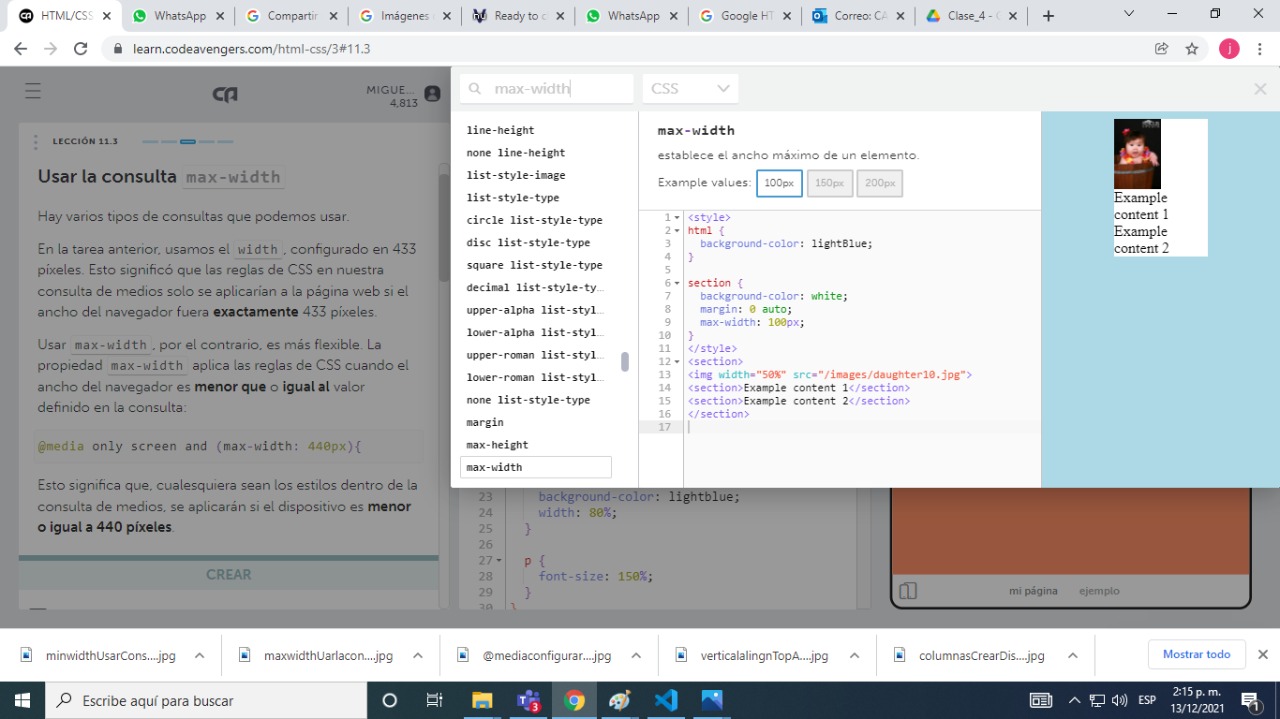 HTML/CSS
WhatsApp
Compartir
Imágenes
Ready to c
WhatsApp
Google HT
Correo: CA
Clase_4 -
learn.codeavengers.com/html-css/3#11.3
j
MIGUE...
4,813
max-width
CSS
LECCIÓN 11.3
Usar la consulta max-width
Hay varios tipos de consultas que podemos usar.
En la tarea anterior, usamos el width, configurado en 433
píxeles. Esto significó que las reglas de CSS en nuestra
consulta de medios solo se aplicarían a la página web si el
ancho del navegador fuera exactamente 433 píxeles.
Usar max-width, por el contrario, es más flexible. La
propiedad max-width aplica las reglas de CSS cuando el
ancho del navegador es menor que o igual al valor
definido en la consulta:
@media only screen and (max-width: 440px){
Esto significa que, cualesquiera sean los estilos dentro de la
consulta de medios, se aplicarán si el dispositivo es menor
o igual a 440 píxeles.
CREAR
line-height
none line-height
list-style-image
list-style-type
circle list-style-type
disc list-style-type
square list-style-type
decimal list-style-ty...
upper-alpha list-styl...
lower-alpha list-styl...
upper-roman list-styl...
lower-roman list-styl...
none list-style-type
margin
max-height
max-width
max-width
establece el ancho máximo de un elemento.
Example values: 100px 150px 200px
1 <style>
2 html {
3 background-color: lightBlue;
4 }
5
6 section {
7 background-color: white;
8 margin: 0 auto;
9 max-width: 100px;
10 }
11 </style>
12 <section>
13 <img width="50%" src="/images/daughter10.jpg">
14 <section>Example content 1</section>
15 <section>Example content 2</section>
16 </section>
17
Example
content 1
Example
content 2
23 background-color: lightblue;
24 width: 80%;
25 }
26
27 p {
28 font-size: 150%;
29 }
30 }
mi página ejemplo
minwidthUsarCons....jpg
maxwidthUarlacon....jpg
@mediaconfigurar....jpg
verticalalingnTopA....jpg
columnasCrearDis....jpg
Mostrar todo
Escribe aquí para buscar
3
ESP
2:15 p. m.
13/12/2021
1